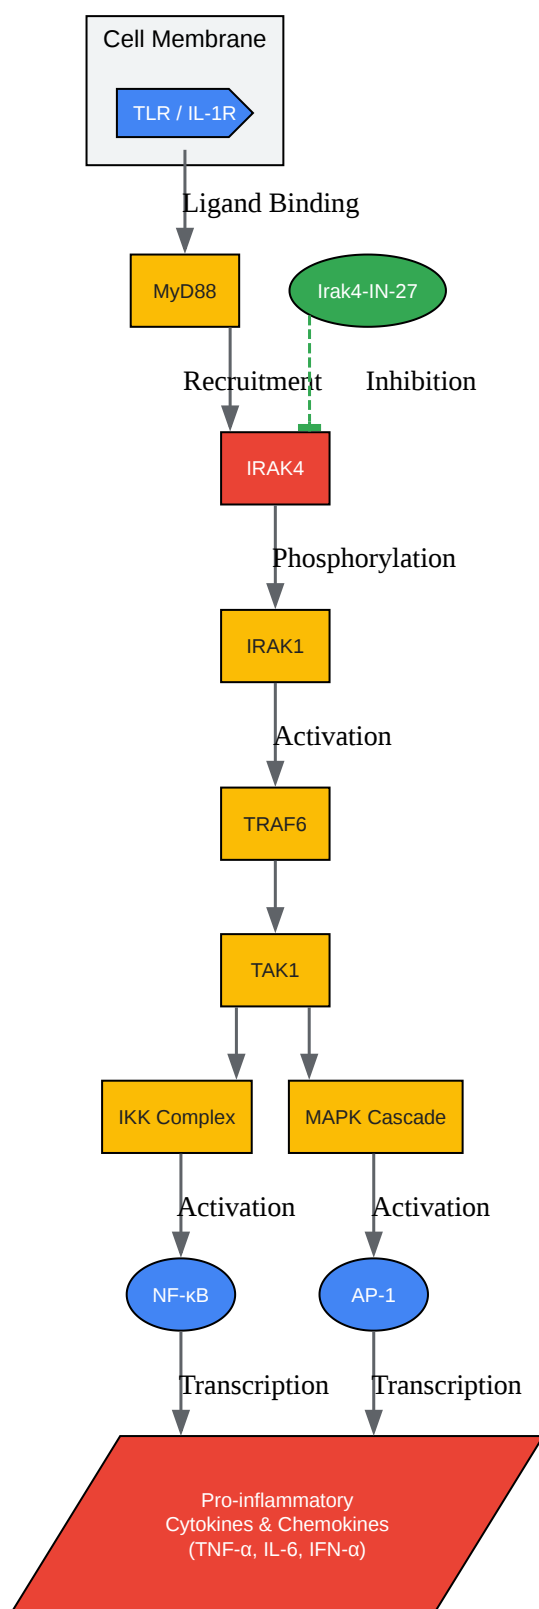 Cell Membrane
TLR / IL-1R
Ligand Binding
MyD88
Irak4-IN-27
Recruitment
Inhibition
IRAK4
Phosphorylation
IRAK1
Activation
TRAF6
TAK1
IKK Complex
MAPK Cascade
Activation
Activation
NF-κB
AP-1
Transcription
Transcription
Pro-inflammatory
Cytokines & Chemokines
(TNF-α, IL-6, IFN-α)